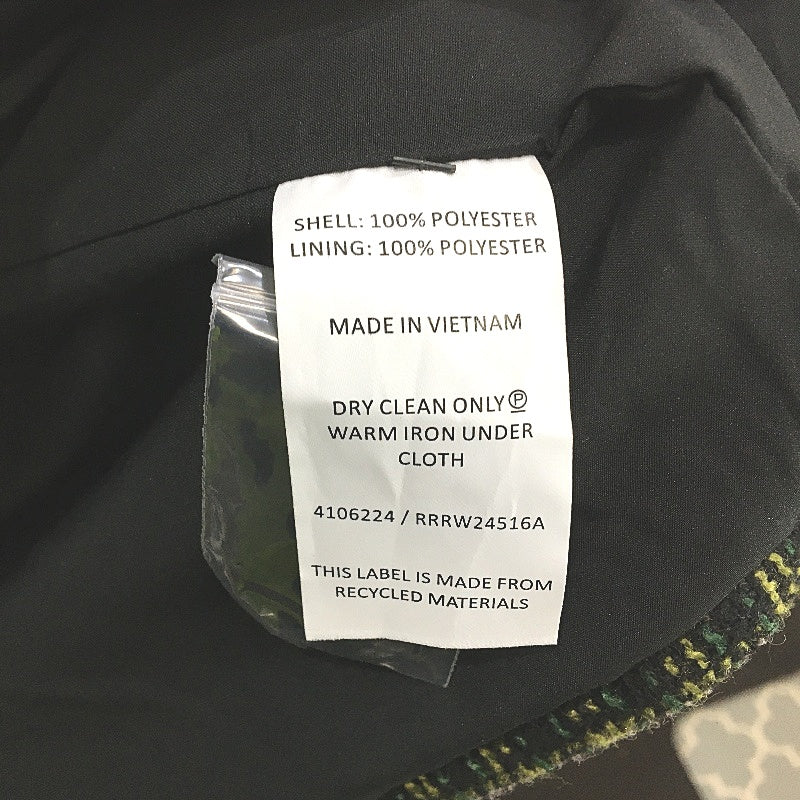 SHELL: 100% POLYESTER
LINING: 100% POLYESTER
MADE IN VIETNAM
DRY CLEAN ONLY Ⓟ
WARM IRON UNDER
CLOTH
4106224 / RRRW24516A
THIS LABEL IS MADE FROM
RECYCLED MATERIALS